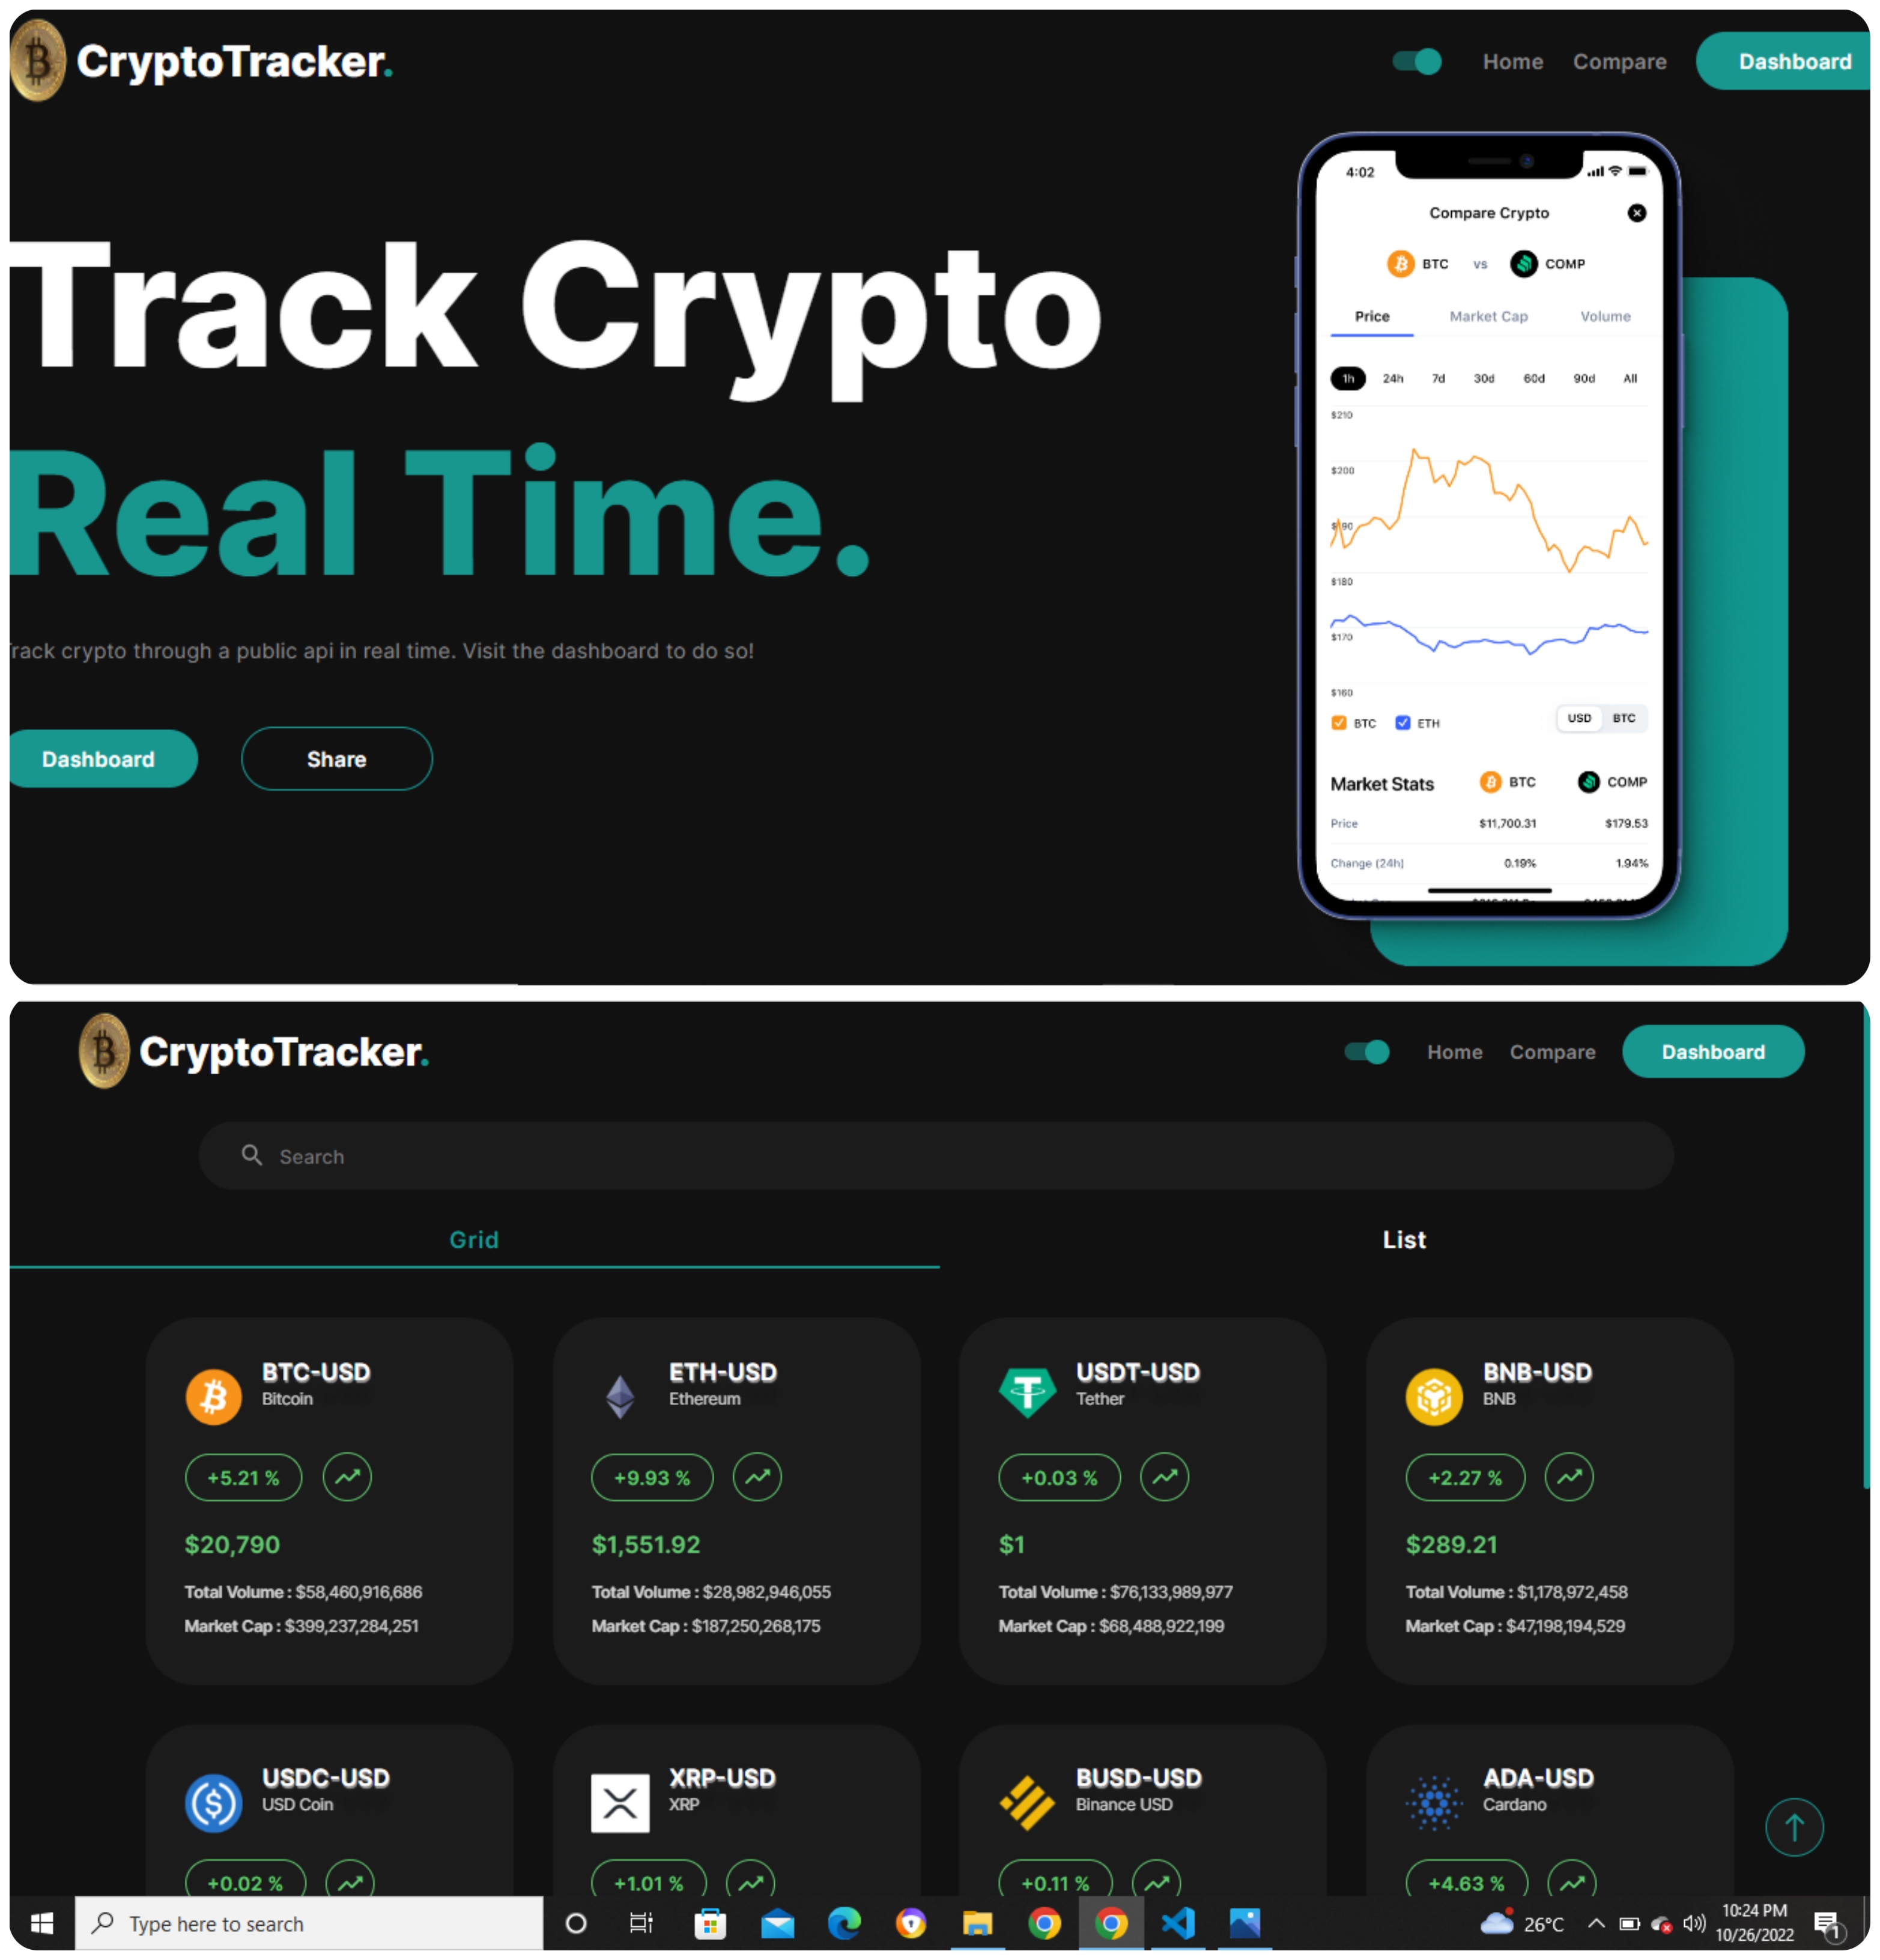 CryptoTracker.
Home Compare Dashboard
Track Crypto
Real Time.
rack crypto through a public api in real time. Visit the dashboard to do so!
Dashboard Share
4:02
Compare Crypto
BTC vs COMP
Price Market Cap Volume
1h 24h 7d 30d 60d 90d All
$210
$200
$190
$180
$170
$160
BTC ETH USD BTC
Market Stats BTC COMP
Price $11,700.31 $179.53
Change (24h) 0.19% 1.94%
CryptoTracker.
Home Compare Dashboard
Search
Grid List
BTC-USD
Bitcoin
+5.21 %
$20,790
Total Volume : $58,460,916,686
Market Cap : $399,237,284,251
ETH-USD
Ethereum
+9.93 %
$1,551.92
Total Volume : $28,982,946,055
Market Cap : $187,250,268,175
USDT-USD
Tether
+0.03 %
$1
Total Volume : $76,133,989,977
Market Cap : $68,488,922,199
BNB-USD
BNB
+2.27 %
$289.21
Total Volume : $1,178,972,458
Market Cap : $47,198,194,529
USDC-USD
USD Coin
+0.02 %
XRP-USD
XRP
+1.01 %
BUSD-USD
Binance USD
+0.11 %
ADA-USD
Cardano
+4.63 %
Type here to search
26°C
10:24 PM
10/26/2022
1